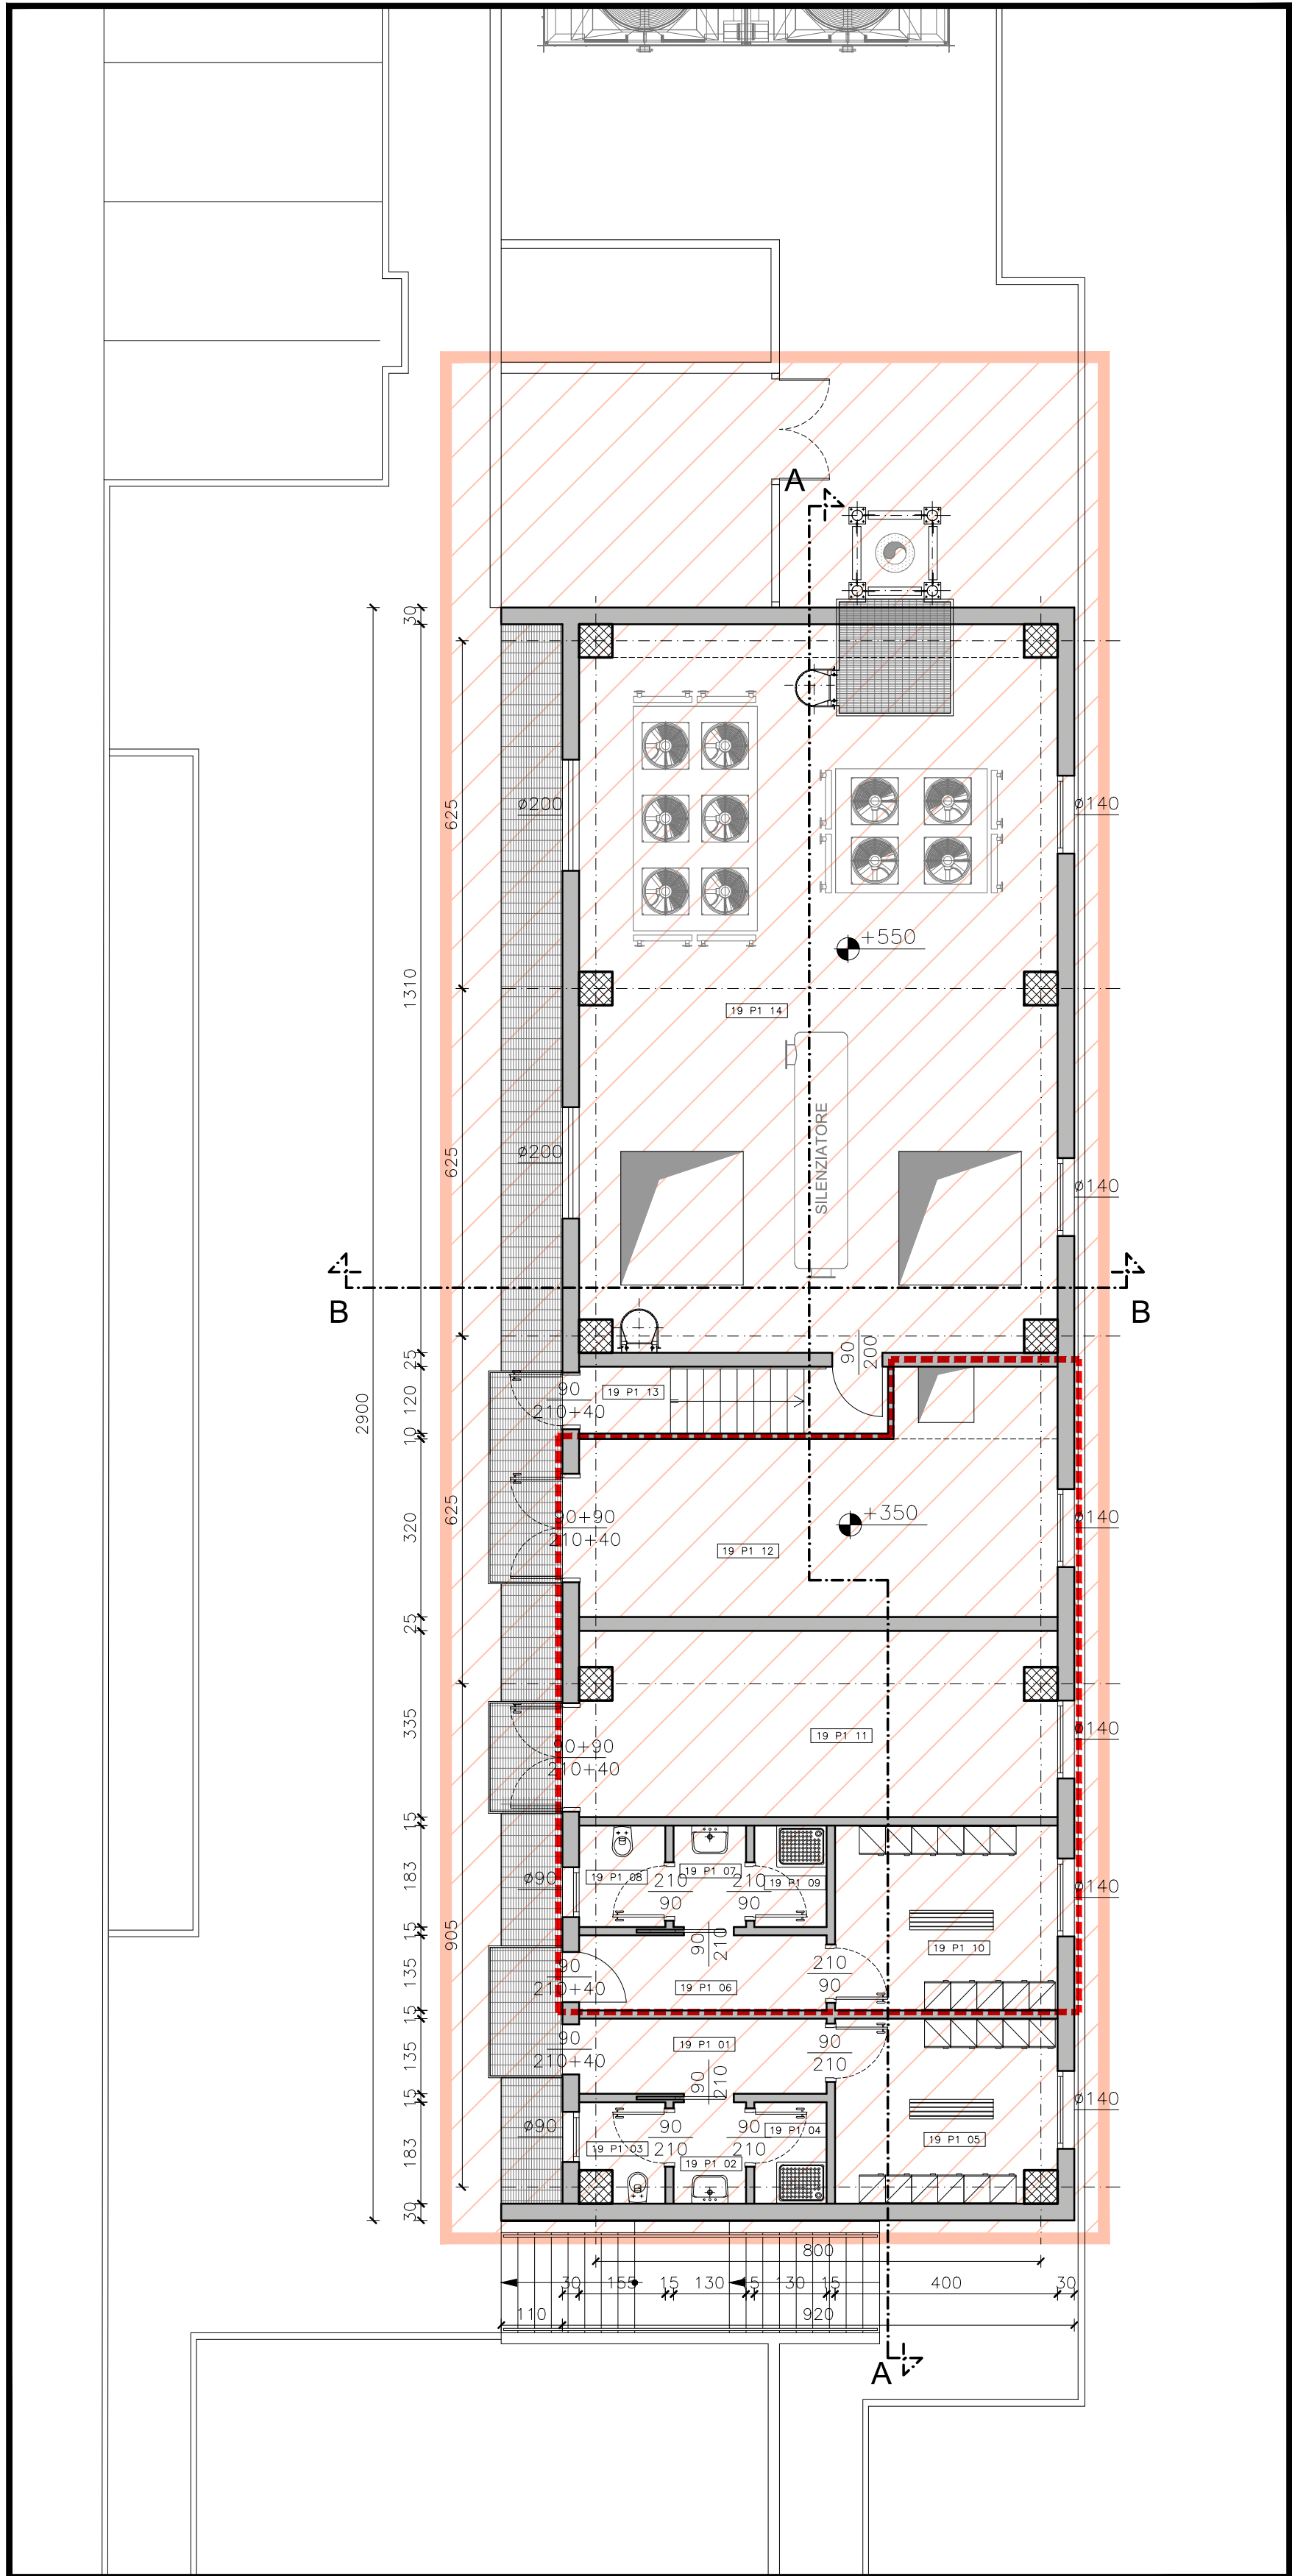 A
30
625
ø200
ø140
+550
1310
19 P1 14
SILENZIATORE
625
ø200
ø140
B
B
25
90
200
120
90
210+40
19 P1 13
2900
10
625
320
90+90
210+40
+350
ø140
19 P1 12
25
335
90+90
210+40
19 P1 11
ø140
15
183
ø90
19 P1 08
19 P1 07
19 P1 09
210
90
210
90
ø140
905
15
90
210
135
90
210+40
19 P1 06
210
90
19 P1 10
15
135
90
210+40
19 P1 01
90
210
15
90
210
183
ø90
19 P1 03
90
210
19 P1 02
90
210
19 P1 04
19 P1 05
ø140
30
800
30
155
15
130
15
130
15
400
30
110
920
A